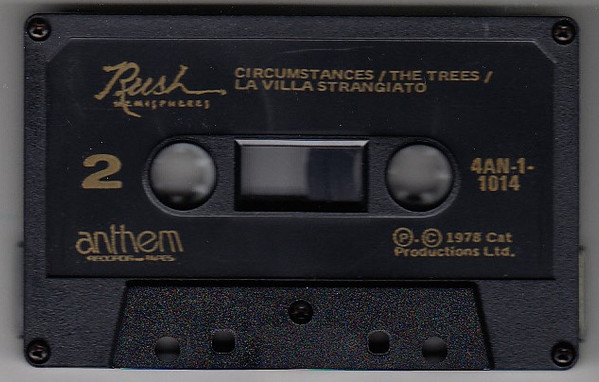 Rush
HEMISPHERES
CIRCUMSTANCES / THE TREES /
LA VILLA STRANGIATO
2
4AN-1-
1014
anthem
RECORDS AND TAPES
Ⓟ.© 1978 Cat
Productions Ltd.